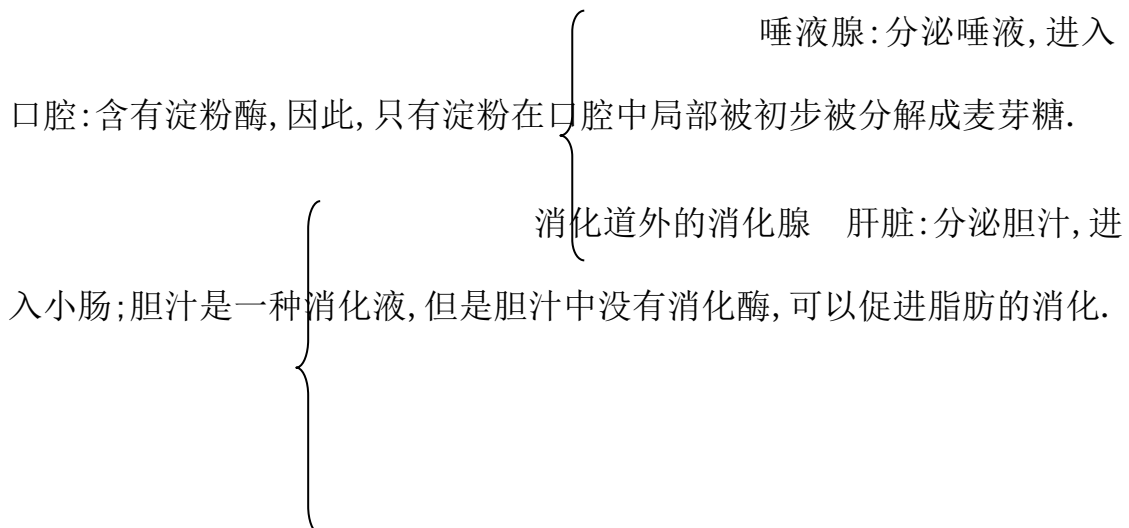 唾液腺:分泌唾液,进入
口腔:含有淀粉酶,因此,只有淀粉在口腔中局部被初步被分解成麦芽糖.
消化道外的消化腺 肝脏:分泌胆汁,进
入小肠;胆汁是一种消化液,但是胆汁中没有消化酶,可以促进脂肪的消化.